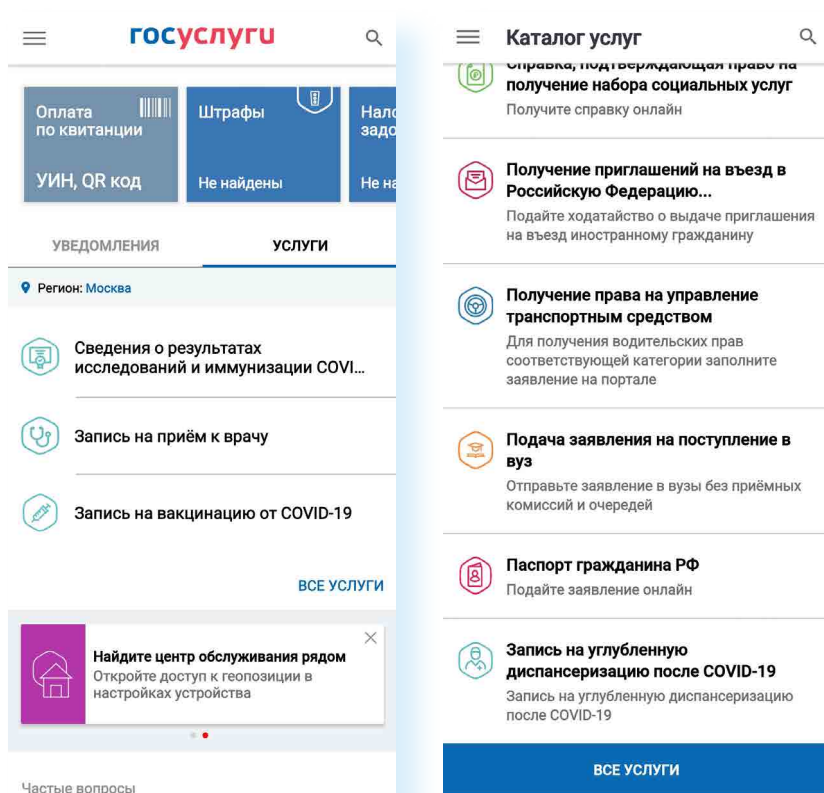 госуслуги
Оплата
по квитанции
УИН, QR код
Штрафы
Не найдены
Нало
задо
Не на
УВЕДОМЛЕНИЯ
УСЛУГИ
Регион: Москва
Сведения о результатах
исследований и иммунизации COVI...
Запись на приём к врачу
Запись на вакцинацию от COVID-19
ВСЕ УСЛУГИ
Найдите центр обслуживания рядом
Откройте доступ к геопозиции в
настройках устройства
Частые вопросы
Каталог услуг
Справка, подтверждающая право на
получение набора социальных услуг
Получите справку онлайн
Получение приглашений на въезд в
Российскую Федерацию...
Подайте ходатайство о выдаче приглашения
на въезд иностранному гражданину
Получение права на управление
транспортным средством
Для получения водительских прав
соответствующей категории заполните
заявление на портале
Подача заявления на поступление в
вуз
Отправьте заявление в вузы без приёмных
комиссий и очередей
Паспорт гражданина РФ
Подайте заявление онлайн
Запись на углубленную
диспансеризацию после COVID-19
Запись на углубленную диспансеризацию
после COVID-19
ВСЕ УСЛУГИ